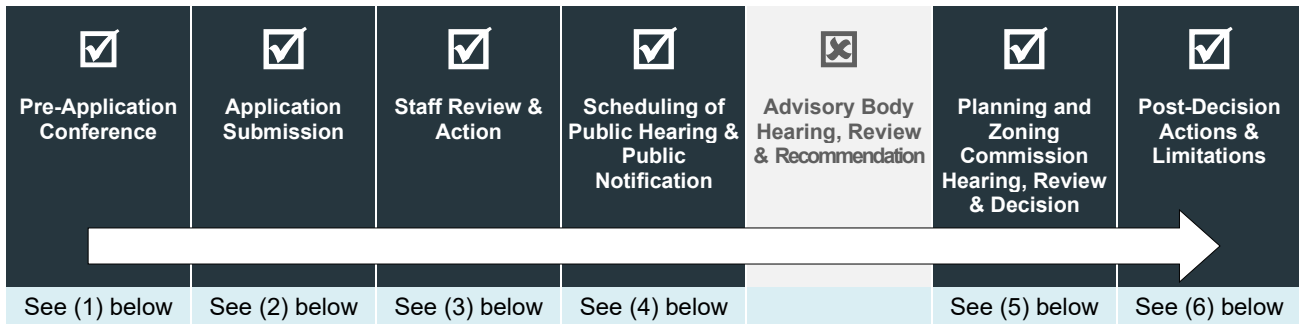 Pre-Application
Conference
Application
Submission
Staff Review &
Action
Scheduling of
Public Hearing &
Public
Notification
Advisory Body
Hearing, Review
& Recommendation
Planning and
Zoning
Commission
Hearing, Review
& Decision
Post-Decision
Actions &
Limitations
See (1) below
See (2) below
See (3) below
See (4) below
See (5) below
See (6) below